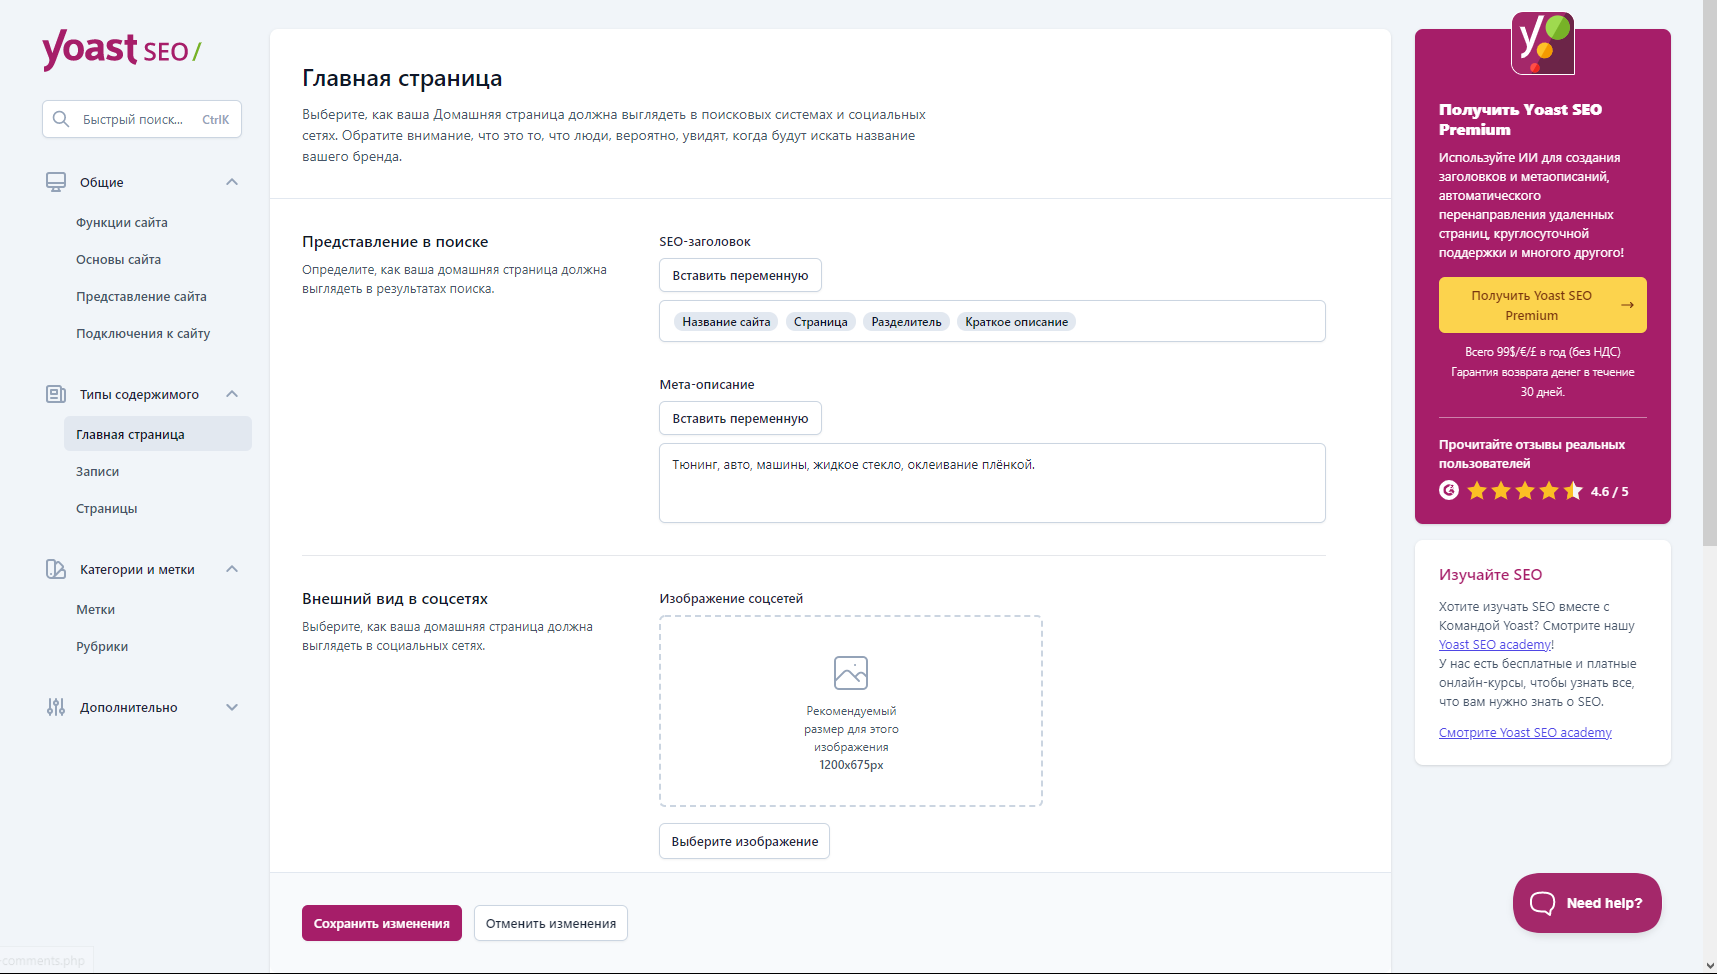 yoast SEO/
Быстрый поиск... CtrlK
Общие
Функции сайта
Основы сайта
Представление сайта
Подключения к сайту
Типы содержимого
Главная страница
Записи
Страницы
Категории и метки
Метки
Рубрики
Дополнительно
Главная страница
Выберите, как ваша Домашняя страница должна выглядеть в поисковых системах и социальных
сетях. Обратите внимание, что это то, что люди, вероятно, увидят, когда будут искать название
вашего бренда.
Представление в поиске
Определите, как ваша домашняя страница должна
выглядеть в результатах поиска.
SEO-заголовок
Вставить переменную
Название сайта Страница Разделитель Краткое описание
Мета-описание
Вставить переменную
Тюнинг, авто, машины, жидкое стекло, оклеивание плёнкой.
Внешний вид в соцсетях
Выберите, как ваша домашняя страница должна
выглядеть в социальных сетях.
Изображение соцсетей
Рекомендуемый
размер для этого
изображения
1200x675px
Выберите изображение
Сохранить изменения Отменить изменения
-comments.php
y
Получить Yoast SEO
Premium
Используйте ИИ для создания
заголовков и метаописаний,
автоматического
перенаправления удаленных
страниц, круглосуточной
поддержки и многого другого!
Получить Yoast SEO
Premium →
Всего 99$/€/£ в год (без НДС)
Гарантия возврата денег в течение
30 дней.
Прочитайте отзывы реальных
пользователей
4.6 / 5
Изучайте SEO
Хотите изучать SEO вместе с
Командой Yoast? Смотрите нашу
Yoast SEO academy!
У нас есть бесплатные и платные
онлайн-курсы, чтобы узнать все,
что вам нужно знать о SEO.
Смотрите Yoast SEO academy
Need help?